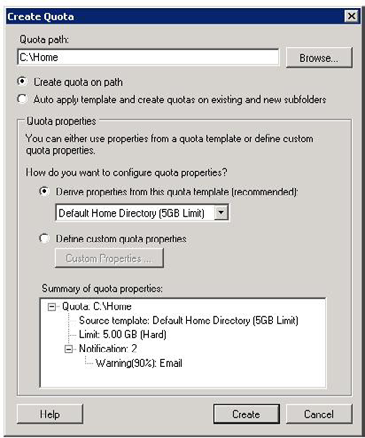 Create Quota
Quota path:
C:\Home
Browse...
Create quota on path
Auto apply template and create quotas on existing and new subfolders
Quota properties
You can either use properties from a quota template or define custom
quota properties.
How do you want to configure quota properties?
Derive properties from this quota template (recommended):
Default Home Directory (5GB Limit)
Define custom quota properties
Custom Properties ...
Summary of quota properties:
Quota: C:\Home
Source template: Default Home Directory (5GB Limit)
Limit: 5.00 GB (Hard)
Notification: 2
Warning(90%): Email
Help
Create
Cancel